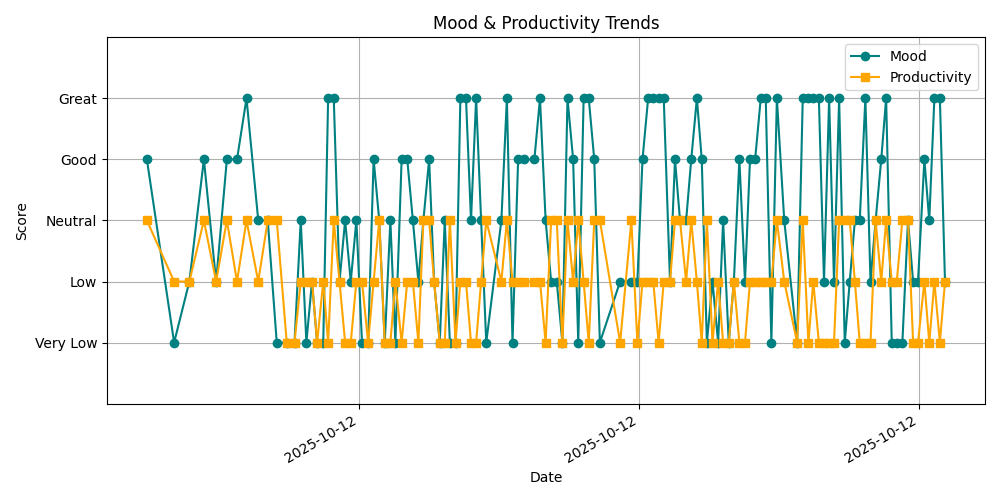 Mood & Productivity Trends
Mood
Productivity
Great
Good
Neutral
Low
Very Low
Score
2025-10-12
2025-10-12
2025-10-12
Date